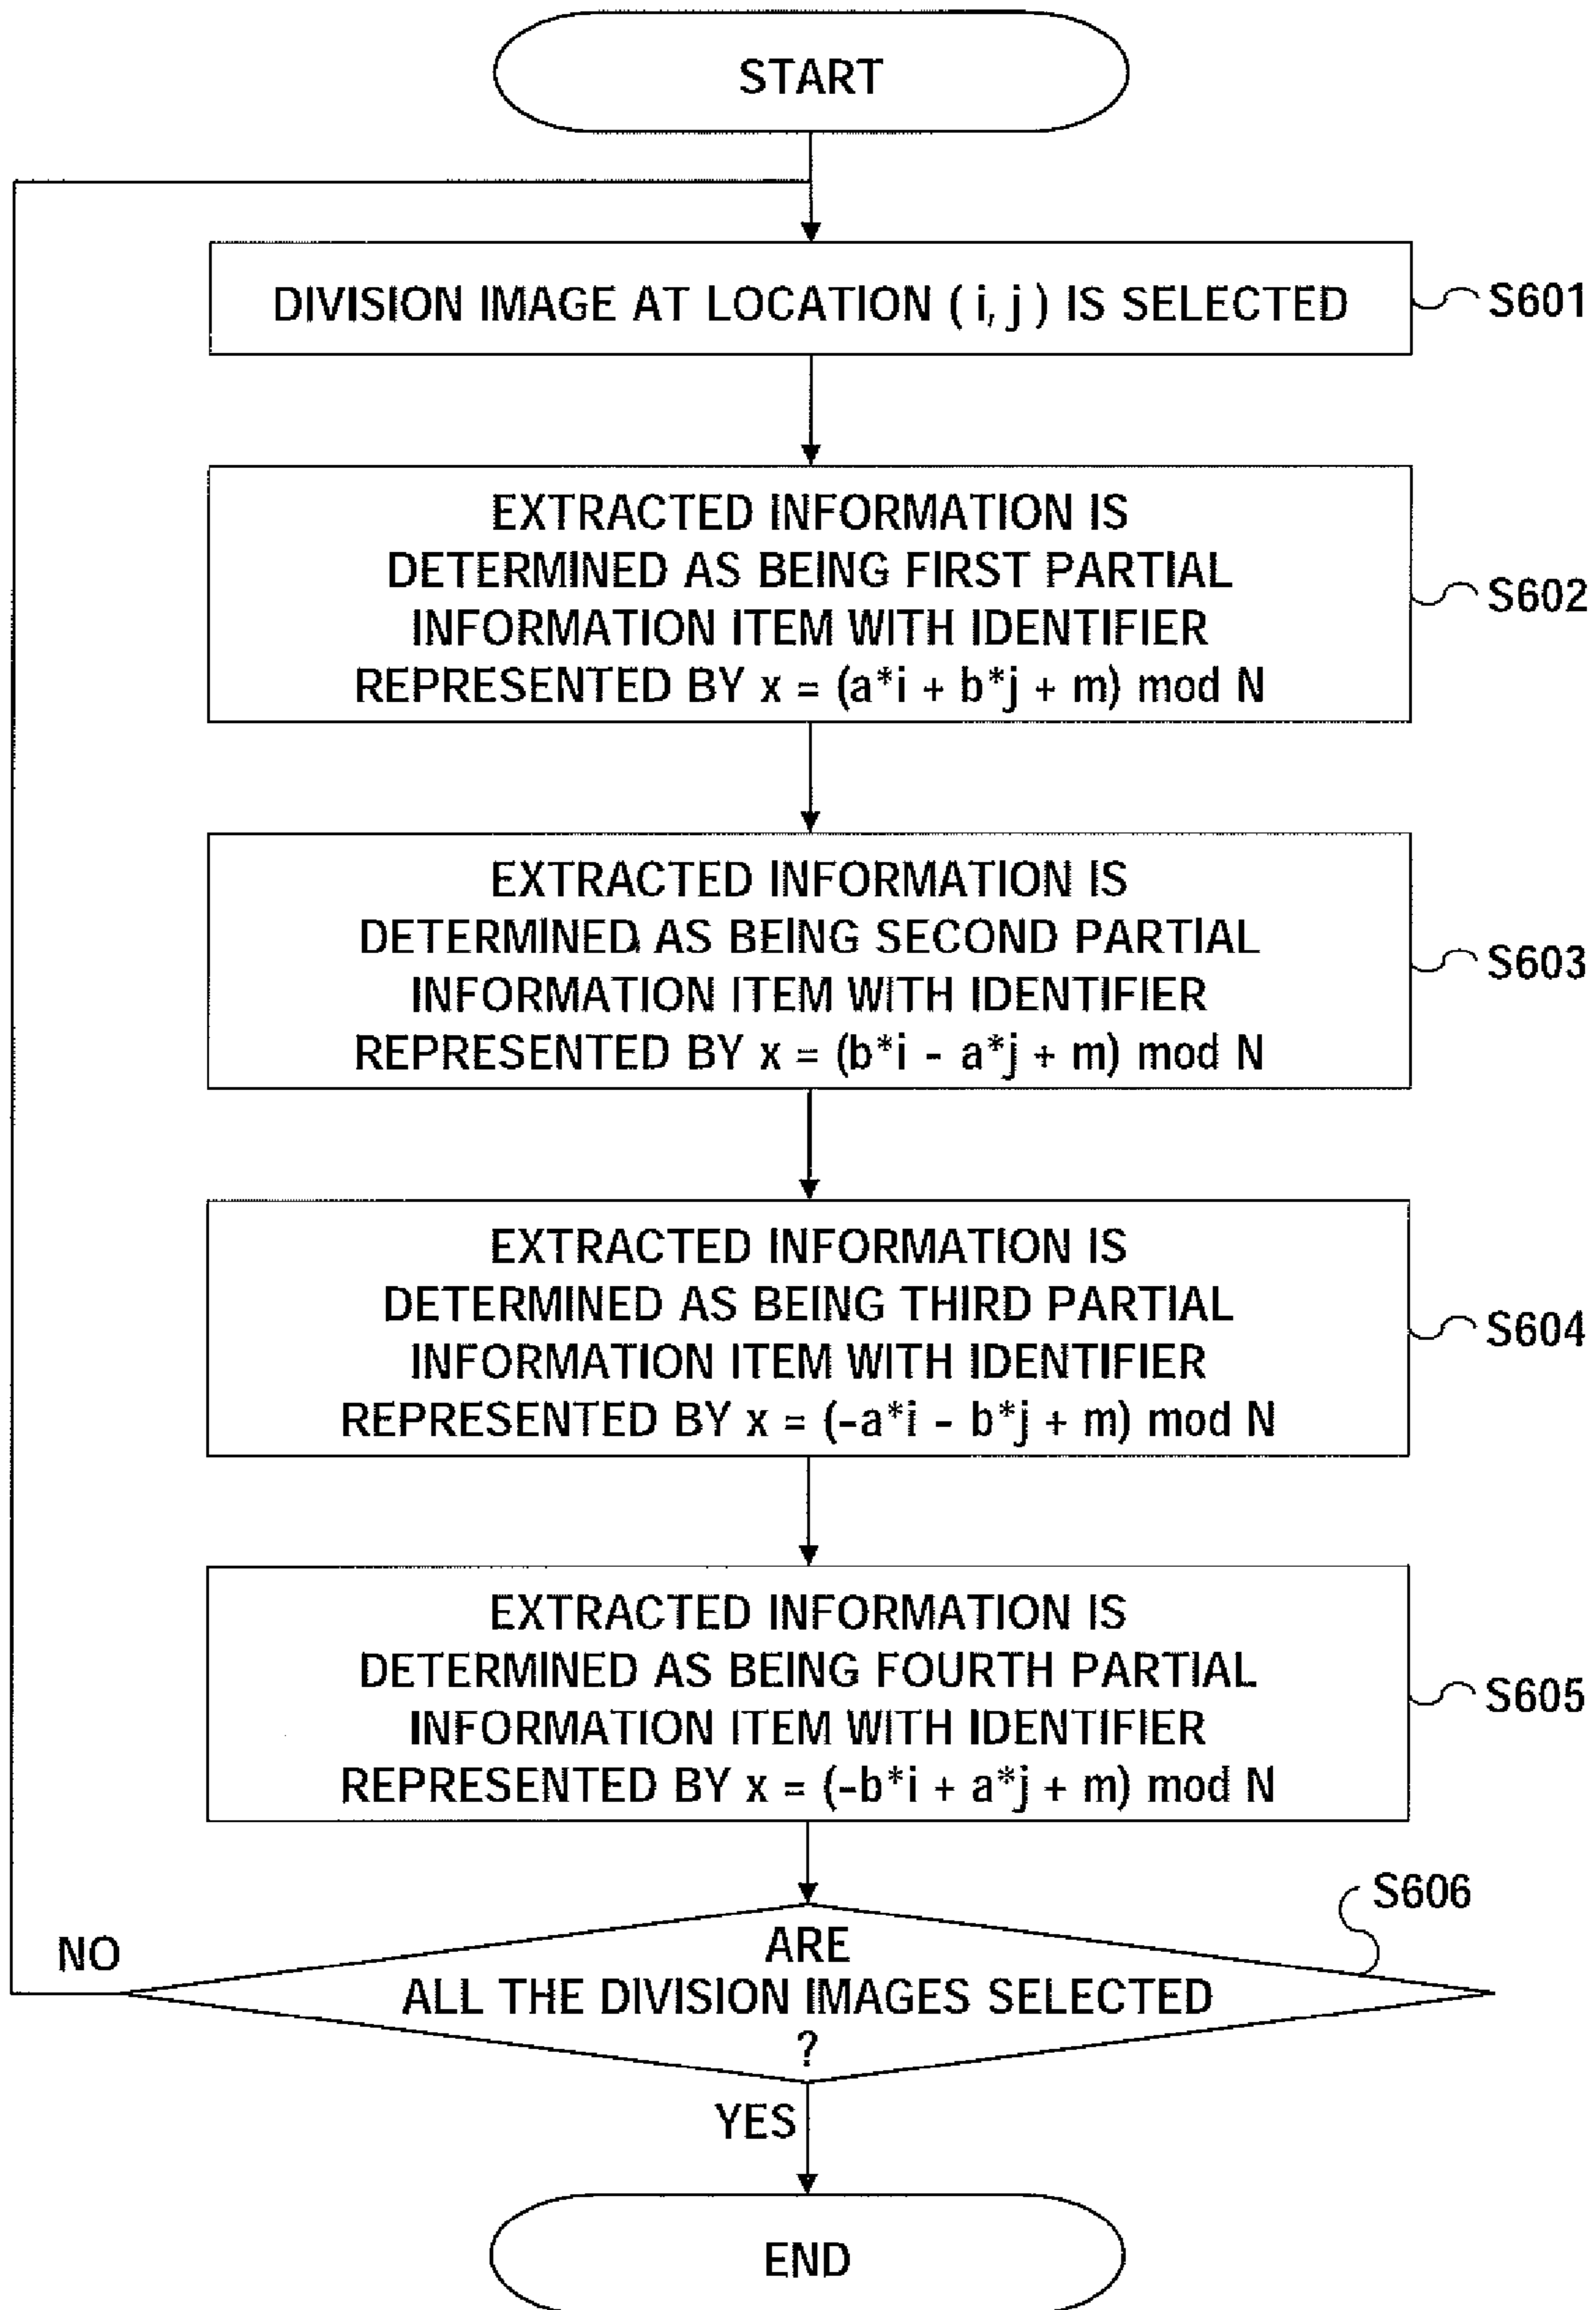 START
DIVISION IMAGE AT LOCATION ( i, j ) IS SELECTED
S601
EXTRACTED INFORMATION IS
DETERMINED AS BEING FIRST PARTIAL
INFORMATION ITEM WITH IDENTIFIER
REPRESENTED BY x = (a*i + b*j + m) mod N
S602
EXTRACTED INFORMATION IS
DETERMINED AS BEING SECOND PARTIAL
INFORMATION ITEM WITH IDENTIFIER
REPRESENTED BY x = (b*i - a*j + m) mod N
S603
EXTRACTED INFORMATION IS
DETERMINED AS BEING THIRD PARTIAL
INFORMATION ITEM WITH IDENTIFIER
REPRESENTED BY x = (-a*i - b*j + m) mod N
S604
EXTRACTED INFORMATION IS
DETERMINED AS BEING FOURTH PARTIAL
INFORMATION ITEM WITH IDENTIFIER
REPRESENTED BY x = (-b*i + a*j + m) mod N
S605
S606
NO
ARE
ALL THE DIVISION IMAGES SELECTED
?
YES
END